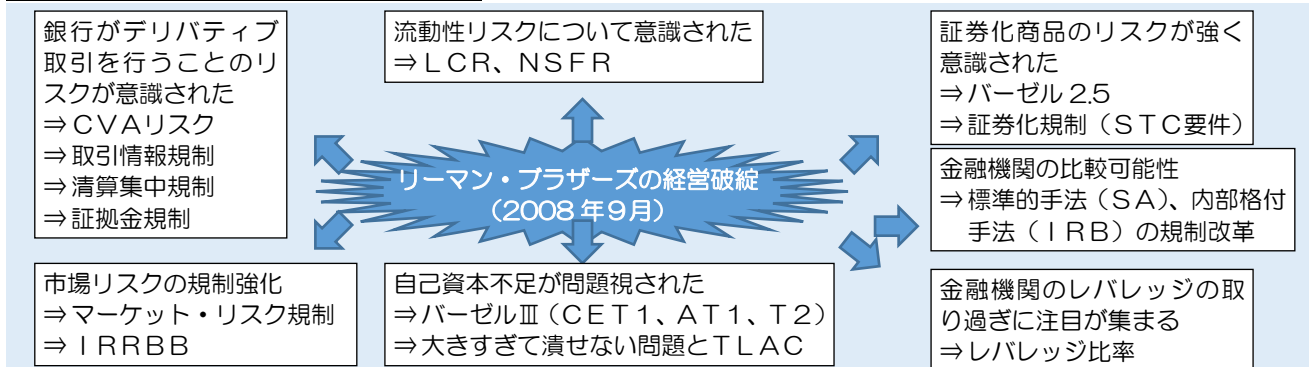 銀行がデリバティブ
取引を行うことのリ
スクが意識された
⇒ＣＶＡリスク
⇒取引情報規制
⇒清算集中規制
⇒証拠金規制
流動性リスクについて意識された
⇒ＬＣＲ、ＮＳＦＲ
証券化商品のリスクが強く
意識された
⇒バーゼル 2.5
⇒証券化規制（ＳＴＣ要件）
リーマン・ブラザーズの経営破綻
（2008 年９月）
金融機関の比較可能性
⇒標準的手法（ＳＡ）、内部格付
手法（ＩＲＢ）の規制改革
市場リスクの規制強化
⇒マーケット・リスク規制
⇒ＩＲＲＢＢ
自己資本不足が問題視された
⇒バーゼルⅢ（ＣＥＴ１、ＡＴ１、Ｔ２）
⇒大きすぎて潰せない問題とＴＬＡＣ
金融機関のレバレッジの取
り過ぎに注目が集まる
⇒レバレッジ比率